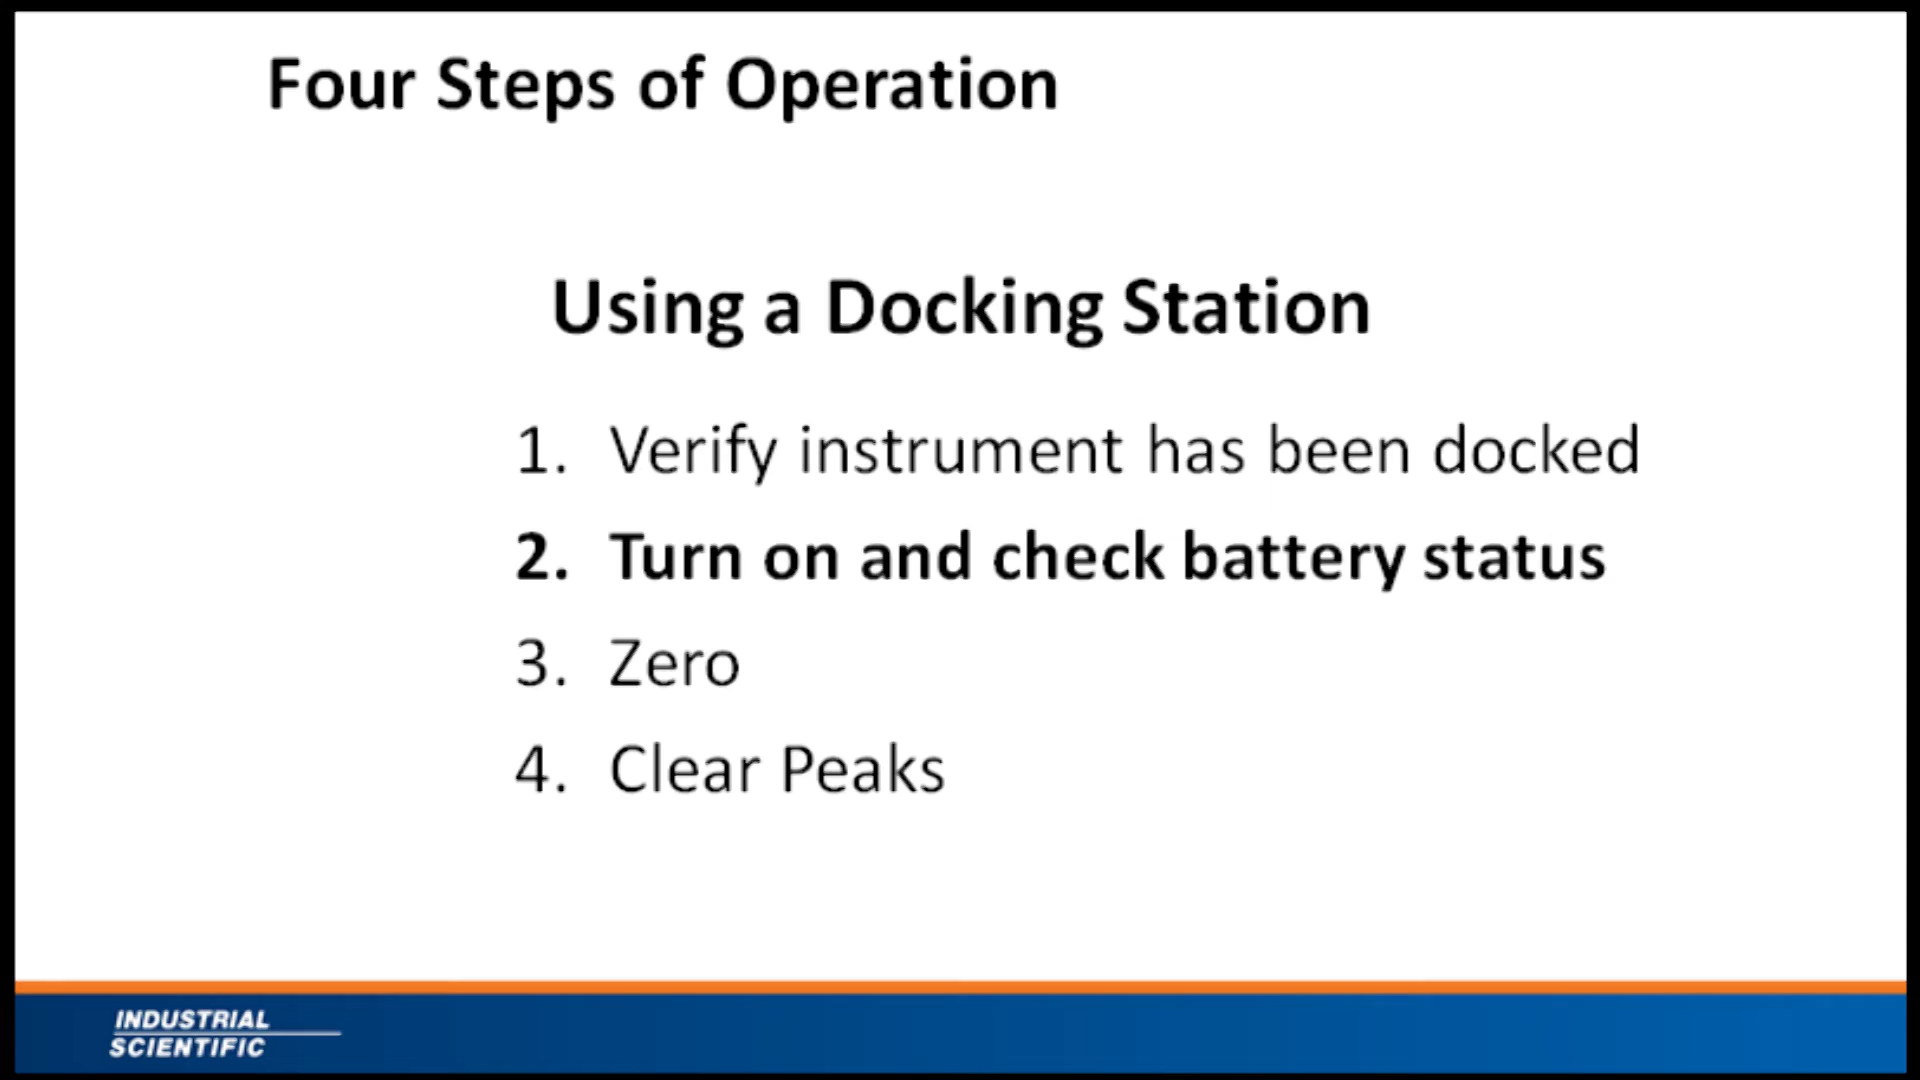 Four Steps of Operation
Using a Docking Station
1. Verify instrument has been docked
2. Turn on and check battery status
3. Zero
4. Clear Peaks
INDUSTRIAL
SCIENTIFIC